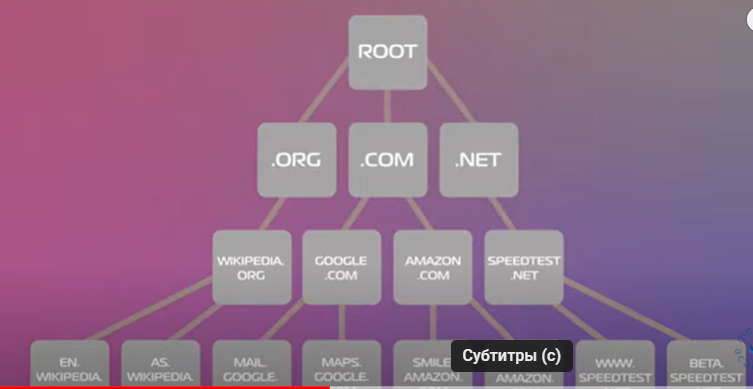 ROOT
.ORG
.COM
.NET
WIKIPEDIA.
ORG
GOOGLE
.COM
AMAZON
.COM
SPEEDTEST
.NET
EN.
WIKIPEDIA.
AS.
WIKIPEDIA.
MAIL.
GOOGLE.
MAPS.
GOOGLE.
SMILE
AMAZON.
Субтитры (c)
AMAZON.
WWW.
SPEEDTEST
BETA.
SPEEDTEST